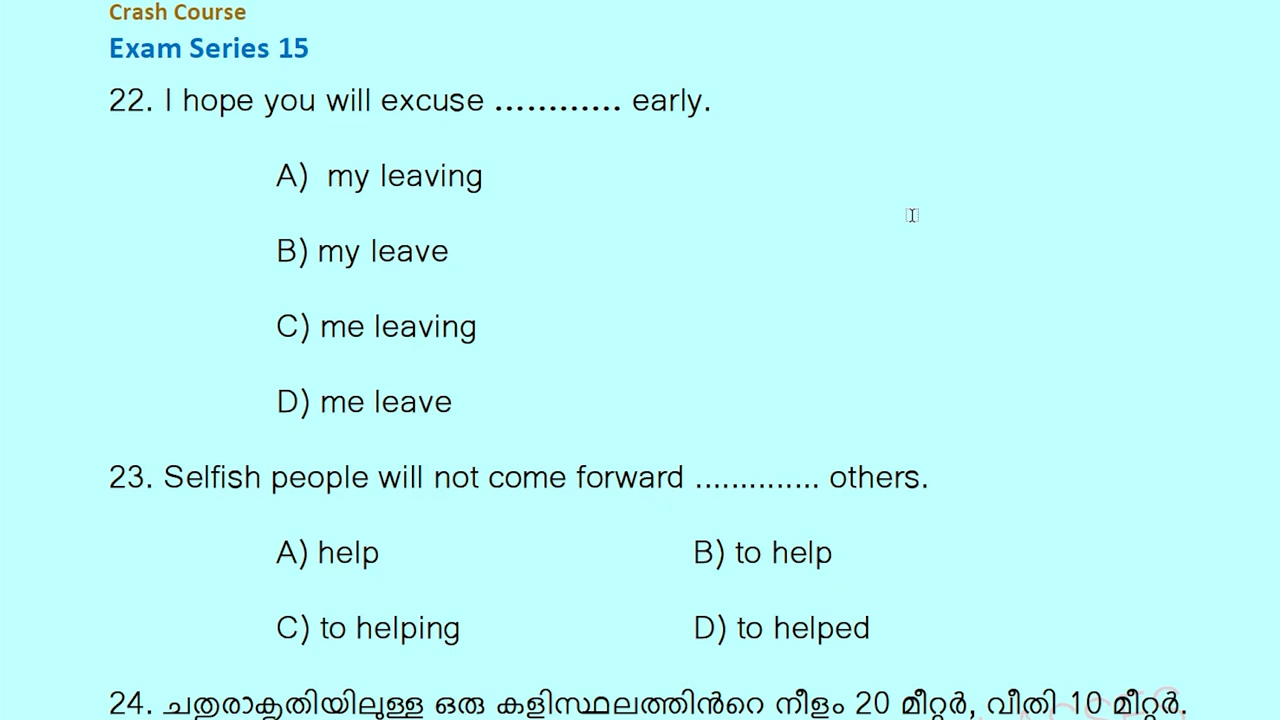 Crash Course
Exam Series 15
22. I hope you will excuse ............ early.
A) my leaving
B) my leave
C) me leaving
D) me leave
23. Selfish people will not come forward .............. others.
A) help B) to help
C) to helping D) to helped
24. ചതുരാകൃതിയിലുള്ള ഒരു കളിസ്ഥലത്തിൻറെ നീളം 20 മീറ്റർ, വീതി 10 മീറ്റർ.